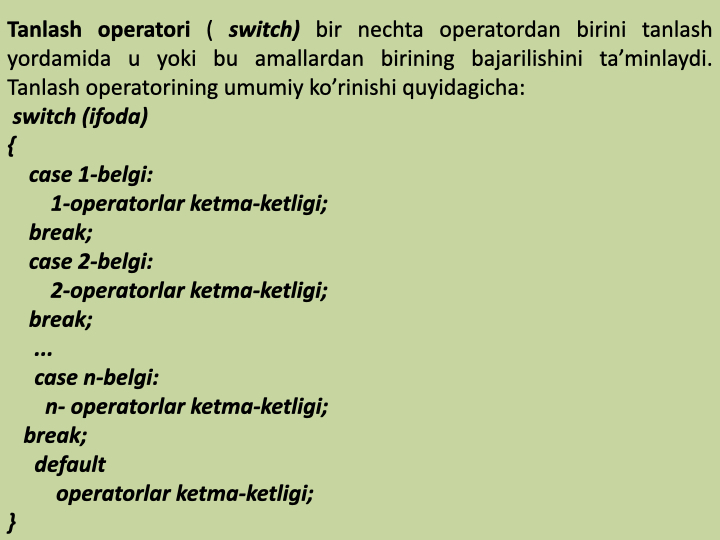 Tanlash operatori ( switch) bir nechta operatordan birini tanlash
yordamida u yoki bu amallardan birining bajarilishini ta’minlaydi.
Tanlash operatorining umumiy ko’rinishi quyidagicha:
switch (ifoda)
{
case 1-belgi:
1-operatorlar ketma-ketligi;
break;
case 2-belgi:
2-operatorlar ketma-ketligi;
break;
...
case n-belgi:
n- operatorlar ketma-ketligi;
break;
default
operatorlar ketma-ketligi;
}